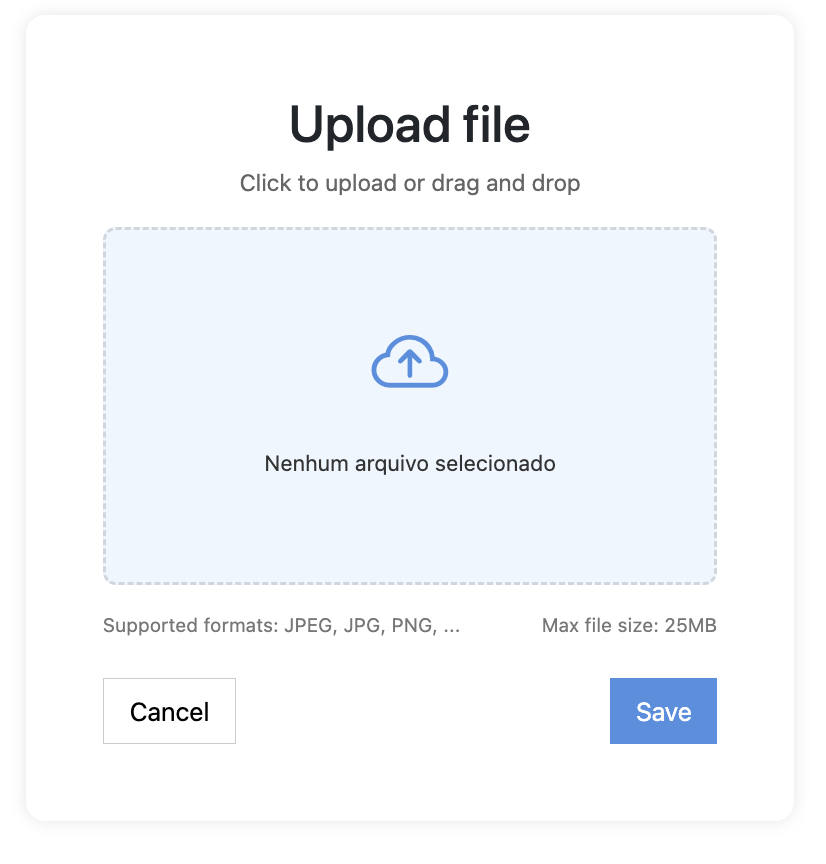 Upload file
Click to upload or drag and drop
Nenhum arquivo selecionado
Supported formats: JPEG, JPG, PNG, ... Max file size: 25MB
Cancel Save